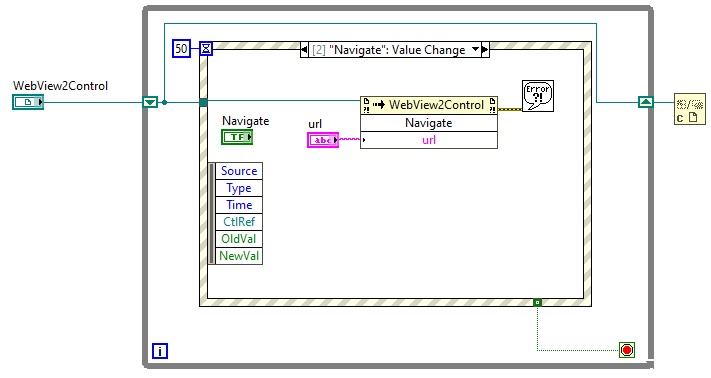 50
[2] "Navigate": Value Change
WebView2Control
Error
?!
WebView2Control
?!
?!
Navigate
Navigate
url
TF
abc
url
C
Source
Type
Time
CtlRef
OldVal
NewVal
i